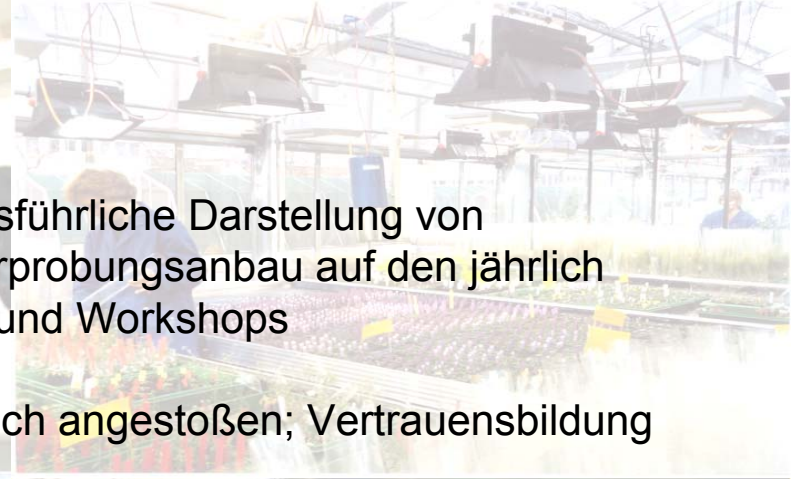 sführliche Darstellung von
rprobungsanbau auf den jährlich
und Workshops
ch angestoßen; Vertrauensbildung